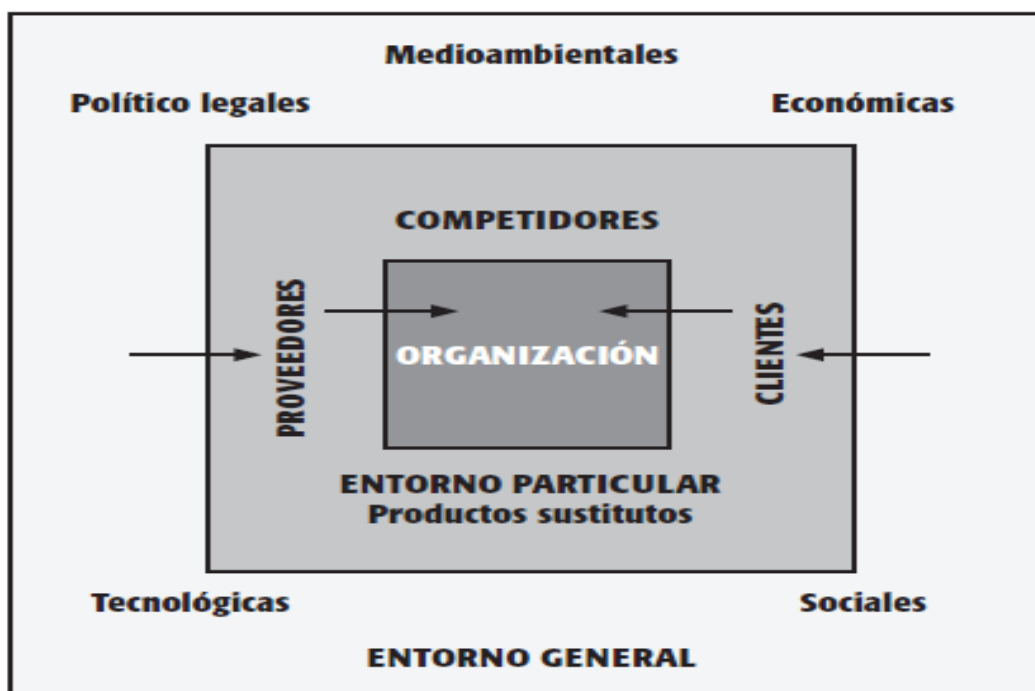 Medioambientales
Político legales
Económicas
COMPETIDORES
PROVEEDORES
ORGANIZACIÓN
CLIENTES
ENTORNO PARTICULAR
Productos sustitutos
Tecnológicas
Sociales
ENTORNO GENERAL